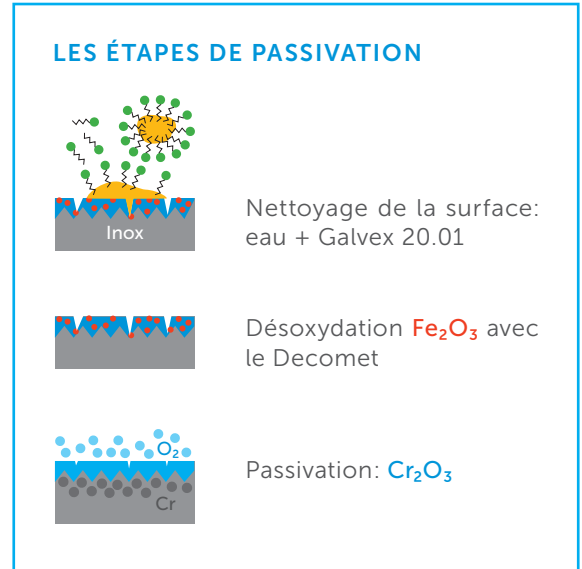 LES ÉTAPES DE PASSIVATION
Inox
Nettoyage de la surface:
eau + Galvex 20.01
Désoxydation Fe₂O₃ avec
le Decomet
O₂
Cr
Passivation: Cr₂O₃